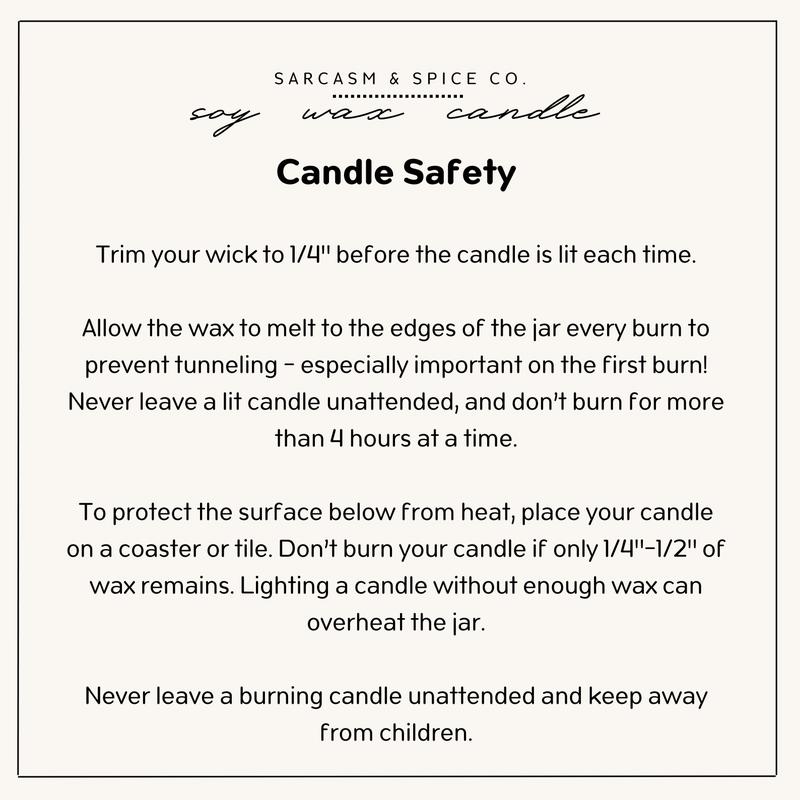 SARCASM & SPICE CO.
soy wax candle
Candle Safety
Trim your wick to 1/4" before the candle is lit each time.
Allow the wax to melt to the edges of the jar every burn to
prevent tunneling - especially important on the first burn!
Never leave a lit candle unattended, and don't burn for more
than 4 hours at a time.
To protect the surface below from heat, place your candle
on a coaster or tile. Don't burn your candle if only 1/4"-1/2" of
wax remains. Lighting a candle without enough wax can
overheat the jar.
Never leave a burning candle unattended and keep away
from children.